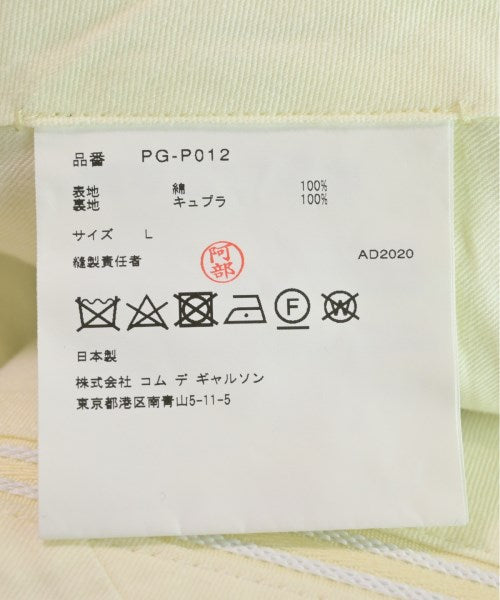 品番 PG-P012
表地 綿 100%
裏地 キュプラ 100%
サイズ L
縫製責任者 阿部 AD2020
F W
日本製
株式会社 コム デ ギャルソン
東京都港区南青山5-11-5